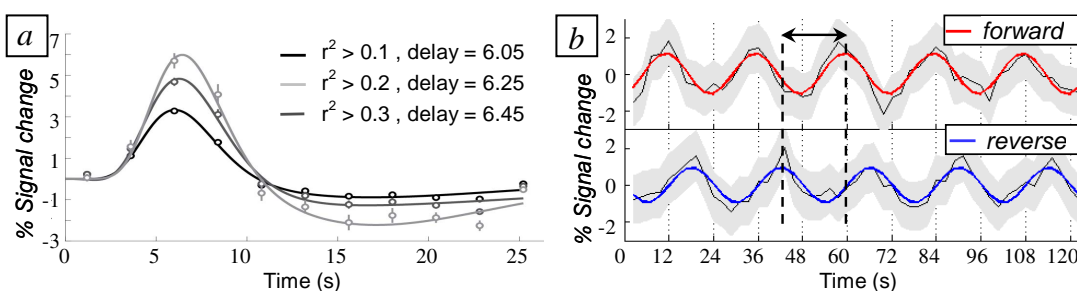 a
7
5
3
1
-1
-3
% Signal change
r² > 0.1 , delay = 6.05
r² > 0.2 , delay = 6.25
r² > 0.3 , delay = 6.45
0 5 10 15 20 25
Time (s)
b
forward
2
0
-2
reverse
2
0
-2
% Signal change
0 12 24 36 48 60 72 84 96 108 120
Time (s)